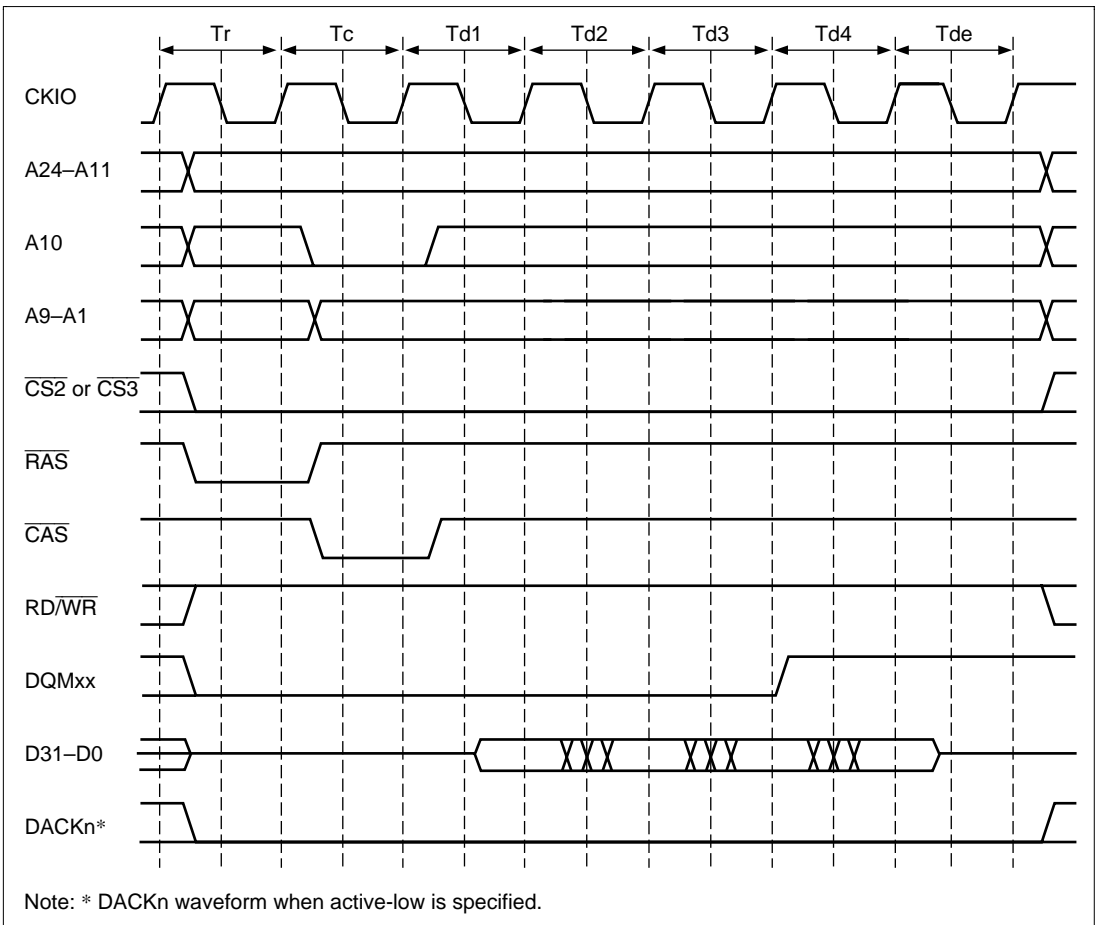 Tr Tc Td1 Td2 Td3 Td4 Tde
CKIO
A24–A11
A10
A9–A1
CS2 or CS3
RAS
CAS
RD/WR
DQMxx
D31–D0
DACKn*
Note: * DACKn waveform when active-low is specified.